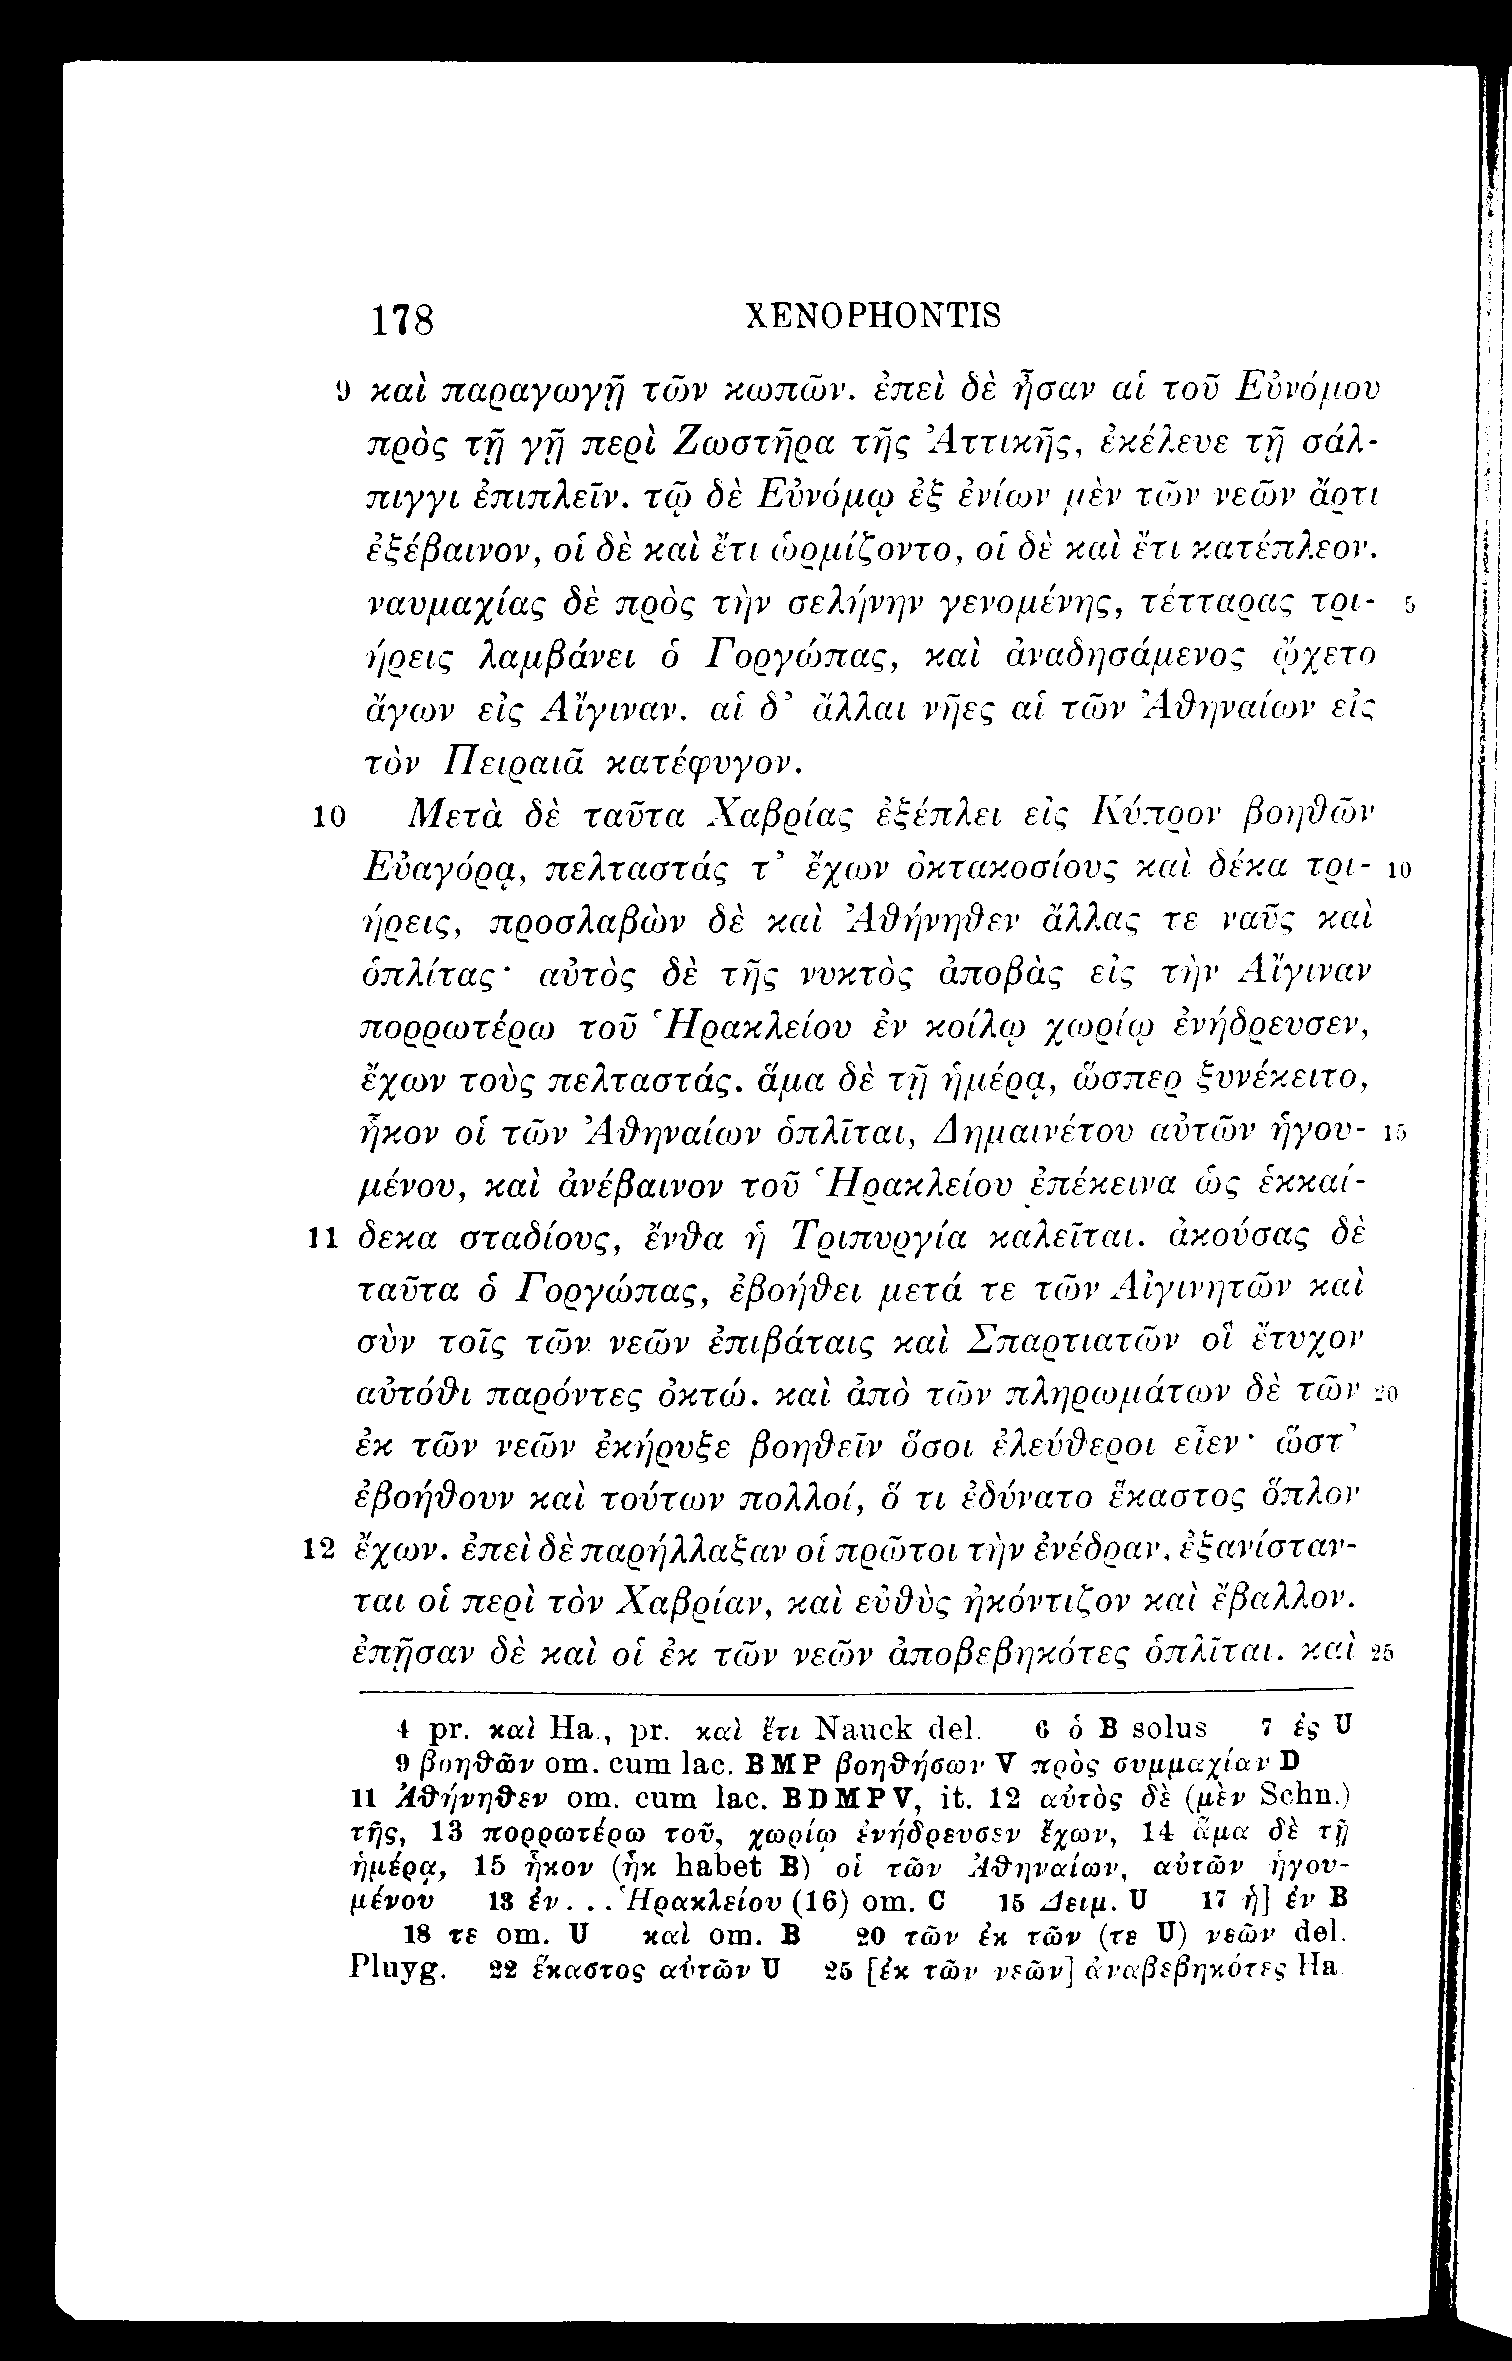 178 XENOPHONTIS
9 καὶ παραγωγῇ τῶν κωπῶν. ἐπεὶ δὲ ἦσαν αἱ τοῦ Εὐνόμου
πρὸς τῇ γῇ περὶ Ζωστῆρα τῆς Ἀττικῆς, ἐκέλευε τῇ σάλ-
πιγγι ἐπιπλεῖν. τῷ δὲ Εὐνόμῳ ἐξ ἐνίων μὲν τῶν νεῶν ἄρτι
ἐξέβαινον, οἱ δὲ καὶ ἔτι ὡρμίζοντο, οἱ δὲ καὶ ἔτι κατέπλεον.
ναυμαχίας δὲ πρὸς τὴν σελήνην γενομένης, τέτταρας τρι- 5
ήρεις λαμβάνει ὁ Γοργώπας, καὶ ἀναδησάμενος ᾤχετο
ἄγων εἰς Αἴγιναν. αἱ δ’ ἄλλαι νῆες αἱ τῶν Ἀθηναίων εἰς
τὸν Πειραιᾶ κατέφυγον.
10 Μετὰ δὲ ταῦτα Χαβρίας ἐξέπλει εἰς Κύπρον βοηθῶν
Εὐαγόρᾳ, πελταστάς τ’ ἔχων ὀκτακοσίους καὶ δέκα τρι- 10
ήρεις, προσλαβὼν δὲ καὶ Ἀθήνηθεν ἄλλας τε ναῦς καὶ
ὁπλίτας· αὐτὸς δὲ τῆς νυκτὸς ἀποβὰς εἰς τὴν Αἴγιναν
πορρωτέρω τοῦ Ἡρακλείου ἐν κοίλῳ χωρίῳ ἐνήδρευσεν,
ἔχων τοὺς πελταστάς. ἅμα δὲ τῇ ἡμέρᾳ, ὥσπερ ξυνέκειτο,
ἧκον οἱ τῶν Ἀθηναίων ὁπλῖται, Δημαινέτου αὐτῶν ἡγου- 15
μένου, καὶ ἀνέβαινον τοῦ Ἡρακλείου ἐπέκεινα ὡς ἑκκαί-
11 δεκα σταδίους, ἔνθα ἡ Τριπυργία καλεῖται. ἀκούσας δὲ
ταῦτα ὁ Γοργώπας, ἐβοήθει μετά τε τῶν Αἰγινητῶν καὶ
σὺν τοῖς τῶν νεῶν ἐπιβάταις καὶ Σπαρτιατῶν οἳ ἔτυχον
αὐτόθι παρόντες ὀκτώ. καὶ ἀπὸ τῶν πληρωμάτων δὲ τῶν 20
ἐκ τῶν νεῶν ἐκήρυξε βοηθεῖν ὅσοι ἐλεύθεροι εἶεν· ὥστ’
ἐβοήθουν καὶ τούτων πολλοί, ὅ τι ἐδύνατο ἕκαστος ὅπλον
12 ἔχων. ἐπεὶ δὲ παρήλλαξαν οἱ πρῶτοι τὴν ἐνέδραν, ἐξανίσταν-
ται οἱ περὶ τὸν Χαβρίαν, καὶ εὐθὺς ἠκόντιζον καὶ ἔβαλλον.
ἐπῇσαν δὲ καὶ οἱ ἐκ τῶν νεῶν ἀποβεβηκότες ὁπλῖται. καὶ 25
4 pr. καὶ Ha., pr. καὶ ἔτι Nauck del. 6 ὁ B solus 7 ἐς U
9 βοηθῶν om. cum lac. BMP βοηθήσων V πρὸς συμμαχίαν D
11 Ἀθήνηθεν om. cum lac. BDMPV, it. 12 αὐτὸς δὲ (μὲν Schn.)
τῆς, 13 πορρωτέρω τοῦ, χωρίῳ ἐνήδρευσεν ἔχων, 14 ἅμα δὲ τῇ
ἡμέρᾳ, 15 ἧκον (ἧκ habet B) οἱ τῶν Ἀθηναίων, αὐτῶν ἡγου-
μένου 13 ἐν . . . Ἡρακλείου (16) om. C 15 Δειμ. U 17 ἡ] ἐν B
18 τε om. U καὶ om. B 20 τῶν ἐκ τῶν (τε U) νεῶν del.
Pluyg. 22 ἕκαστος αὐτῶν U 25 [ἐκ τῶν νεῶν] ἀναβεβηκότες Ha